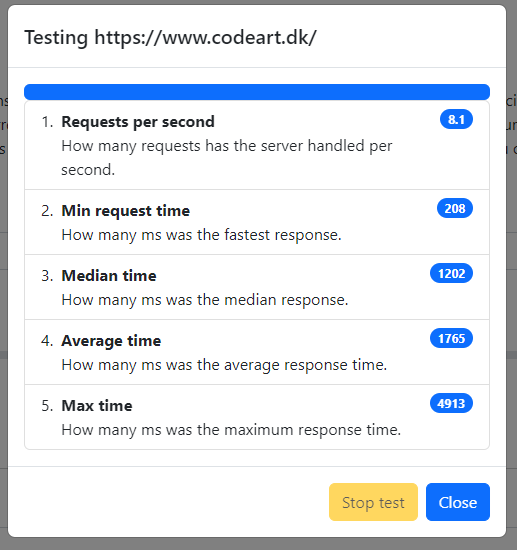 Testing https://www.codeart.dk/
1. Requests per second 8.1
How many requests has the server handled per
second.
2. Min request time 208
How many ms was the fastest response.
3. Median time 1202
How many ms was the median response.
4. Average time 1765
How many ms was the average response time.
5. Max time 4913
How many ms was the maximum response time.
Stop test Close